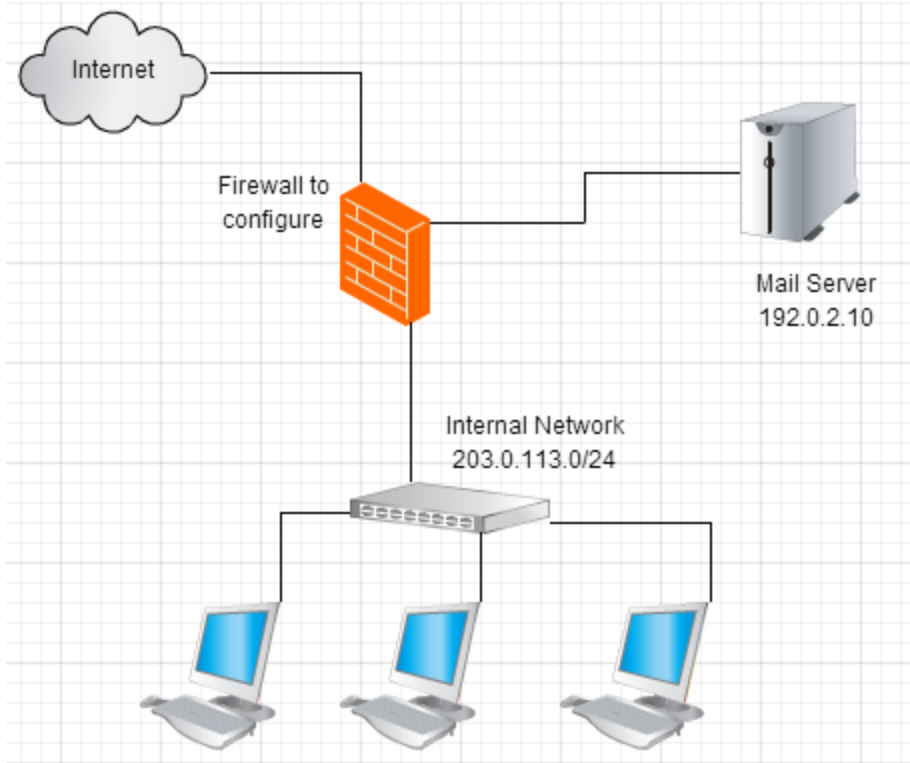 Internet
Firewall to
configure
Mail Server
192.0.2.10
Internal Network
203.0.113.0/24